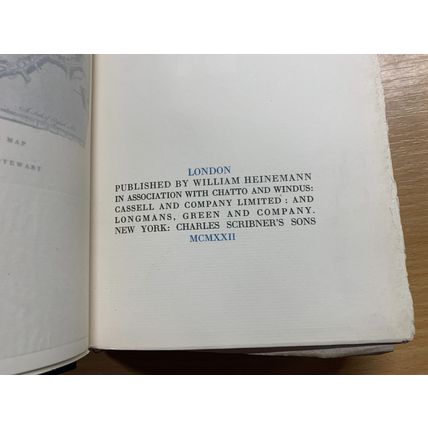 MAP
STEWART
LONDON
PUBLISHED BY WILLIAM HEINEMANN
IN ASSOCIATION WITH CHATTO AND WINDUS:
CASSELL AND COMPANY LIMITED : AND
LONGMANS, GREEN AND COMPANY.
NEW YORK: CHARLES SCRIBNER'S SONS
MCMXXII